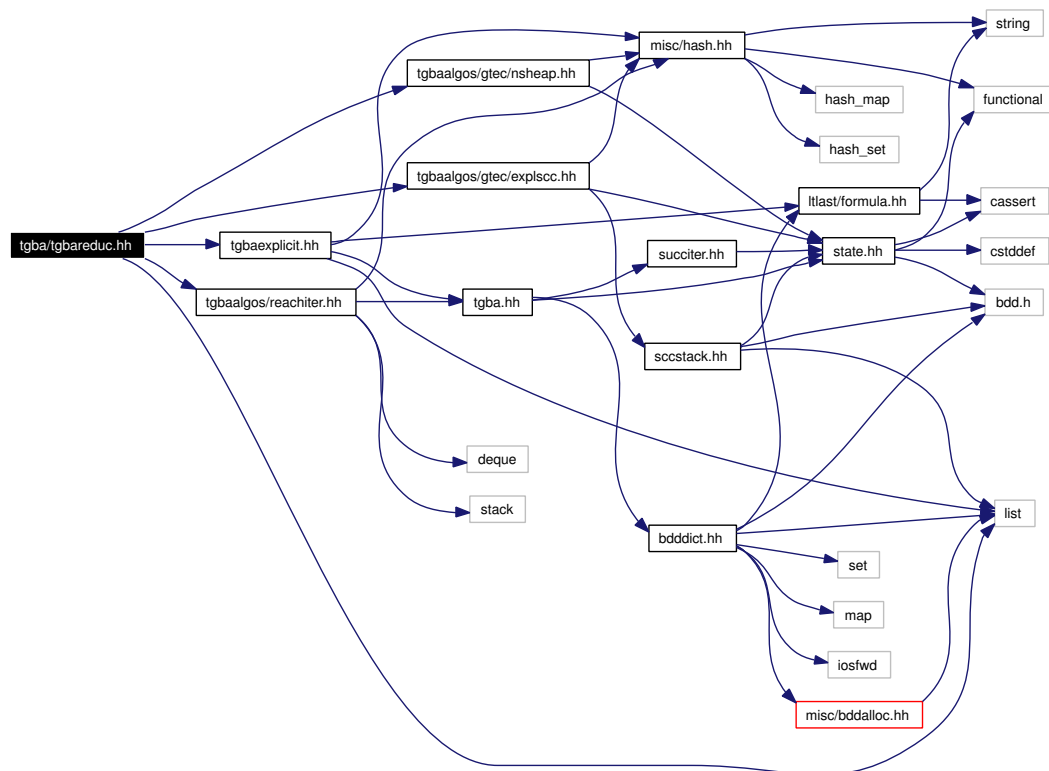 string
misc/hash.hh
tgbaalgos/gtec/nsheap.hh
hash_map
functional
hash_set
tgbaalgos/gtec/explscc.hh
ltlast/formula.hh
cassert
tgba/tgbareduc.hh
tgbaexplicit.hh
succiter.hh
state.hh
cstddef
tgbaalgos/reachiter.hh
tgba.hh
bdd.h
sccstack.hh
deque
stack
list
bdddict.hh
set
map
iosfwd
misc/bddalloc.hh